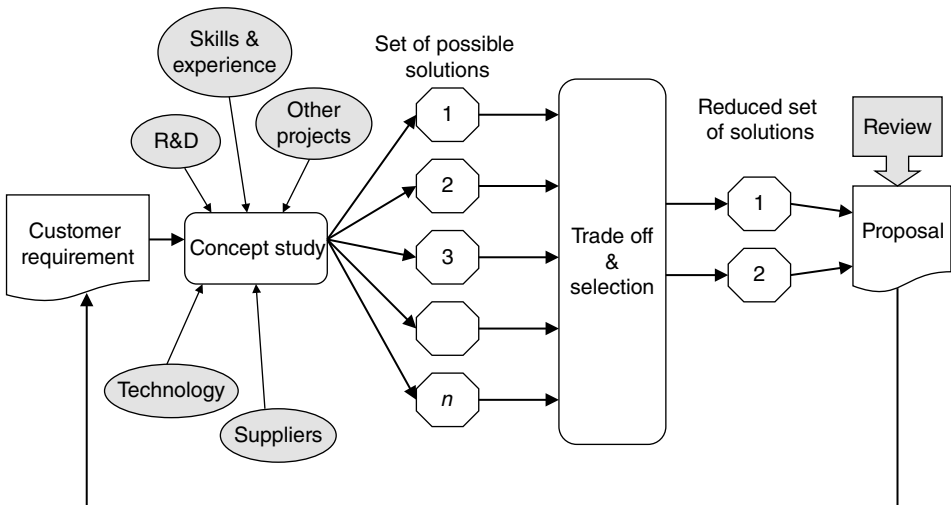 Skills &
experience
Other
projects
R&D
Customer
requirement
Concept study
Technology
Suppliers
Set of possible
solutions
1
2
3
n
Trade off
&
selection
Reduced set
of solutions
1
2
Review
Proposal